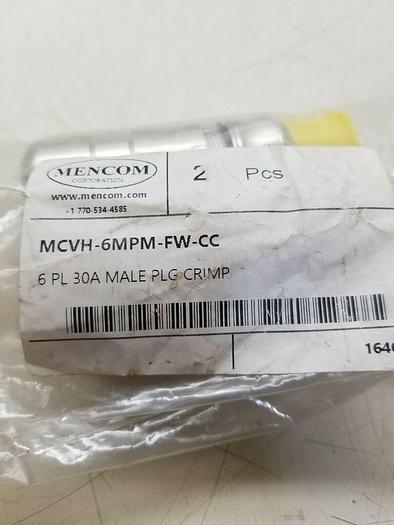 MENCOM
CORPORATION
www.mencom.com
-1 770-534-4585
2 Pcs
MCVH-6MPM-FW-CC
6 PL 30A MALE PLG CRIMP
1640